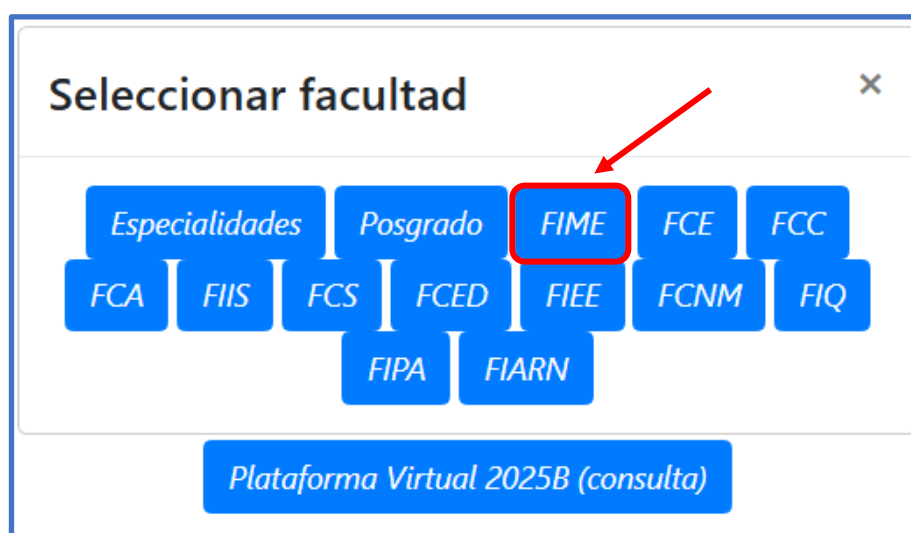 Seleccionar facultad ×
Especialidades Posgrado FIME FCE FCC
FCA FIIS FCS FCED FIEE FCNM FIQ
FIPA FIARN
Plataforma Virtual 2025B (consulta)